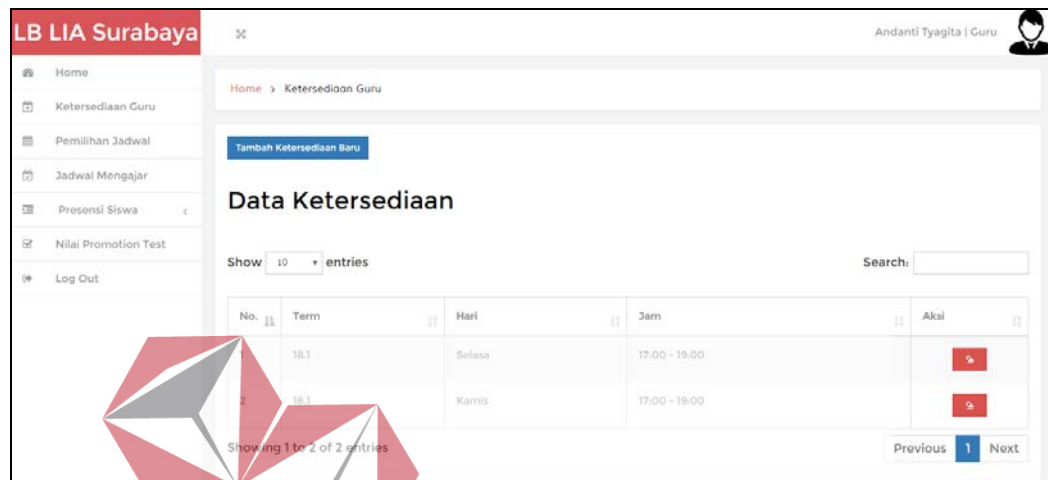 LB LIA Surabaya
Andanti Tyagita | Guru
Home
Ketersediaan Guru
Pemilihan Jadwal
Jadwal Mengajar
Presensi Siswa
Nilai Promotion Test
Log Out
Home > Ketersediaan Guru
Tambah Ketersediaan Baru
Data Ketersediaan
Show 10 entries
Search:
No. Term Hari Jam Aksi
1 18.1 Selasa 17:00 - 19:00
2 18.1 Kamis 17:00 - 19:00
Showing 1 to 2 of 2 entries
Previous 1 Next